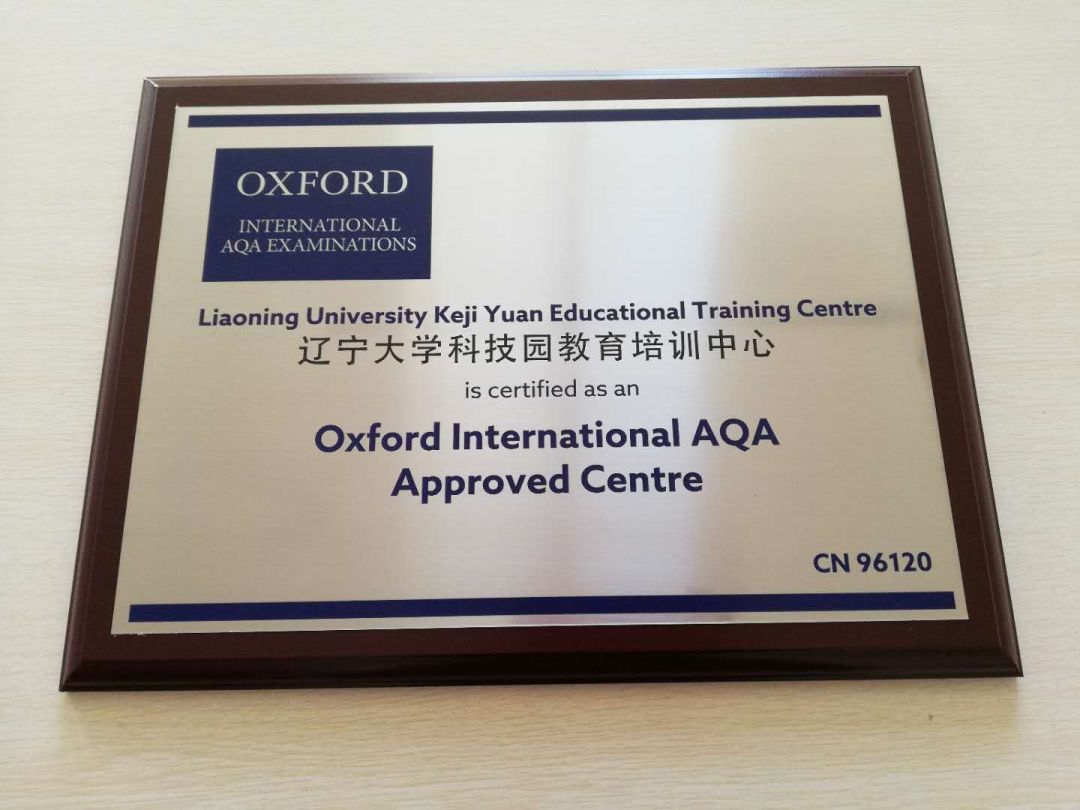 OXFORD
INTERNATIONAL
AQA EXAMINATIONS
Liaoning University Keji Yuan Educational Training Centre
辽宁大学科技园教育培训中心
is certified as an
Oxford International AQA
Approved Centre
CN 96120